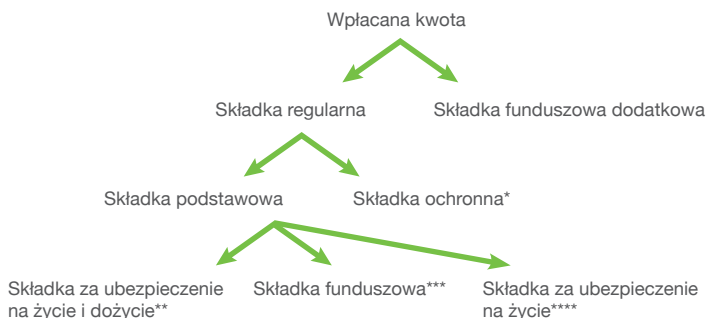 Wpłacana kwota
Składka regularna
Składka funduszowa dodatkowa
Składka podstawowa
Składka ochronna*
Składka za ubezpieczenie
na życie i dożycie**
Składka funduszowa***
Składka za ubezpieczenie
na życie****